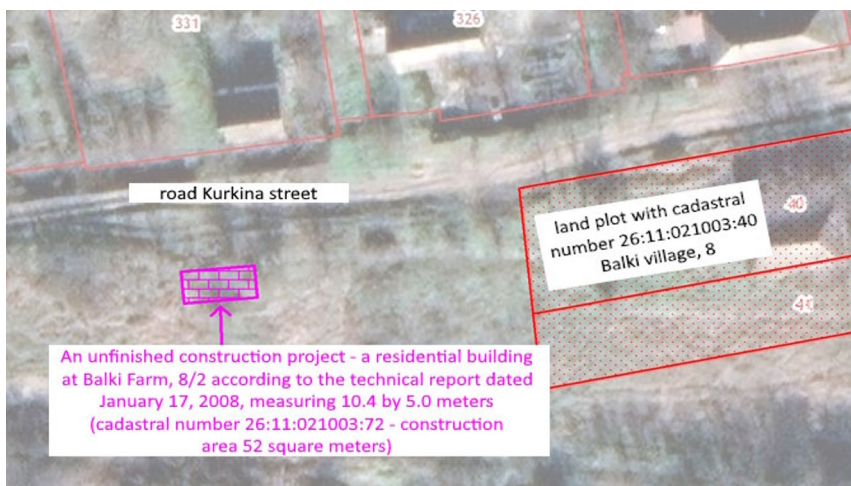 331
326
road Kurkina street
land plot with cadastral
number 26:11:021003:40
Balki village, 8
40
41
An unfinished construction project - a residential building
at Balki Farm, 8/2 according to the technical report dated
January 17, 2008, measuring 10.4 by 5.0 meters
(cadastral number 26:11:021003:72 - construction
area 52 square meters)